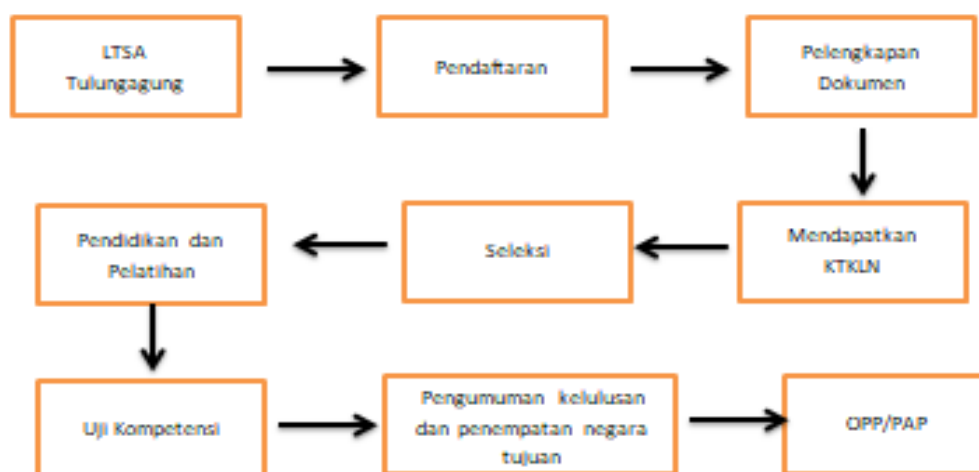 LTSA
Tulungagung
Pendaftaran
Pelengkapan
Dokumen
Mendapatkan
KTKLN
Seleksi
Pendidikan dan
Pelatihan
Uji Kompetensi
Pengumuman kelulusan
dan penempatan negara
tujuan
OPP/PAP